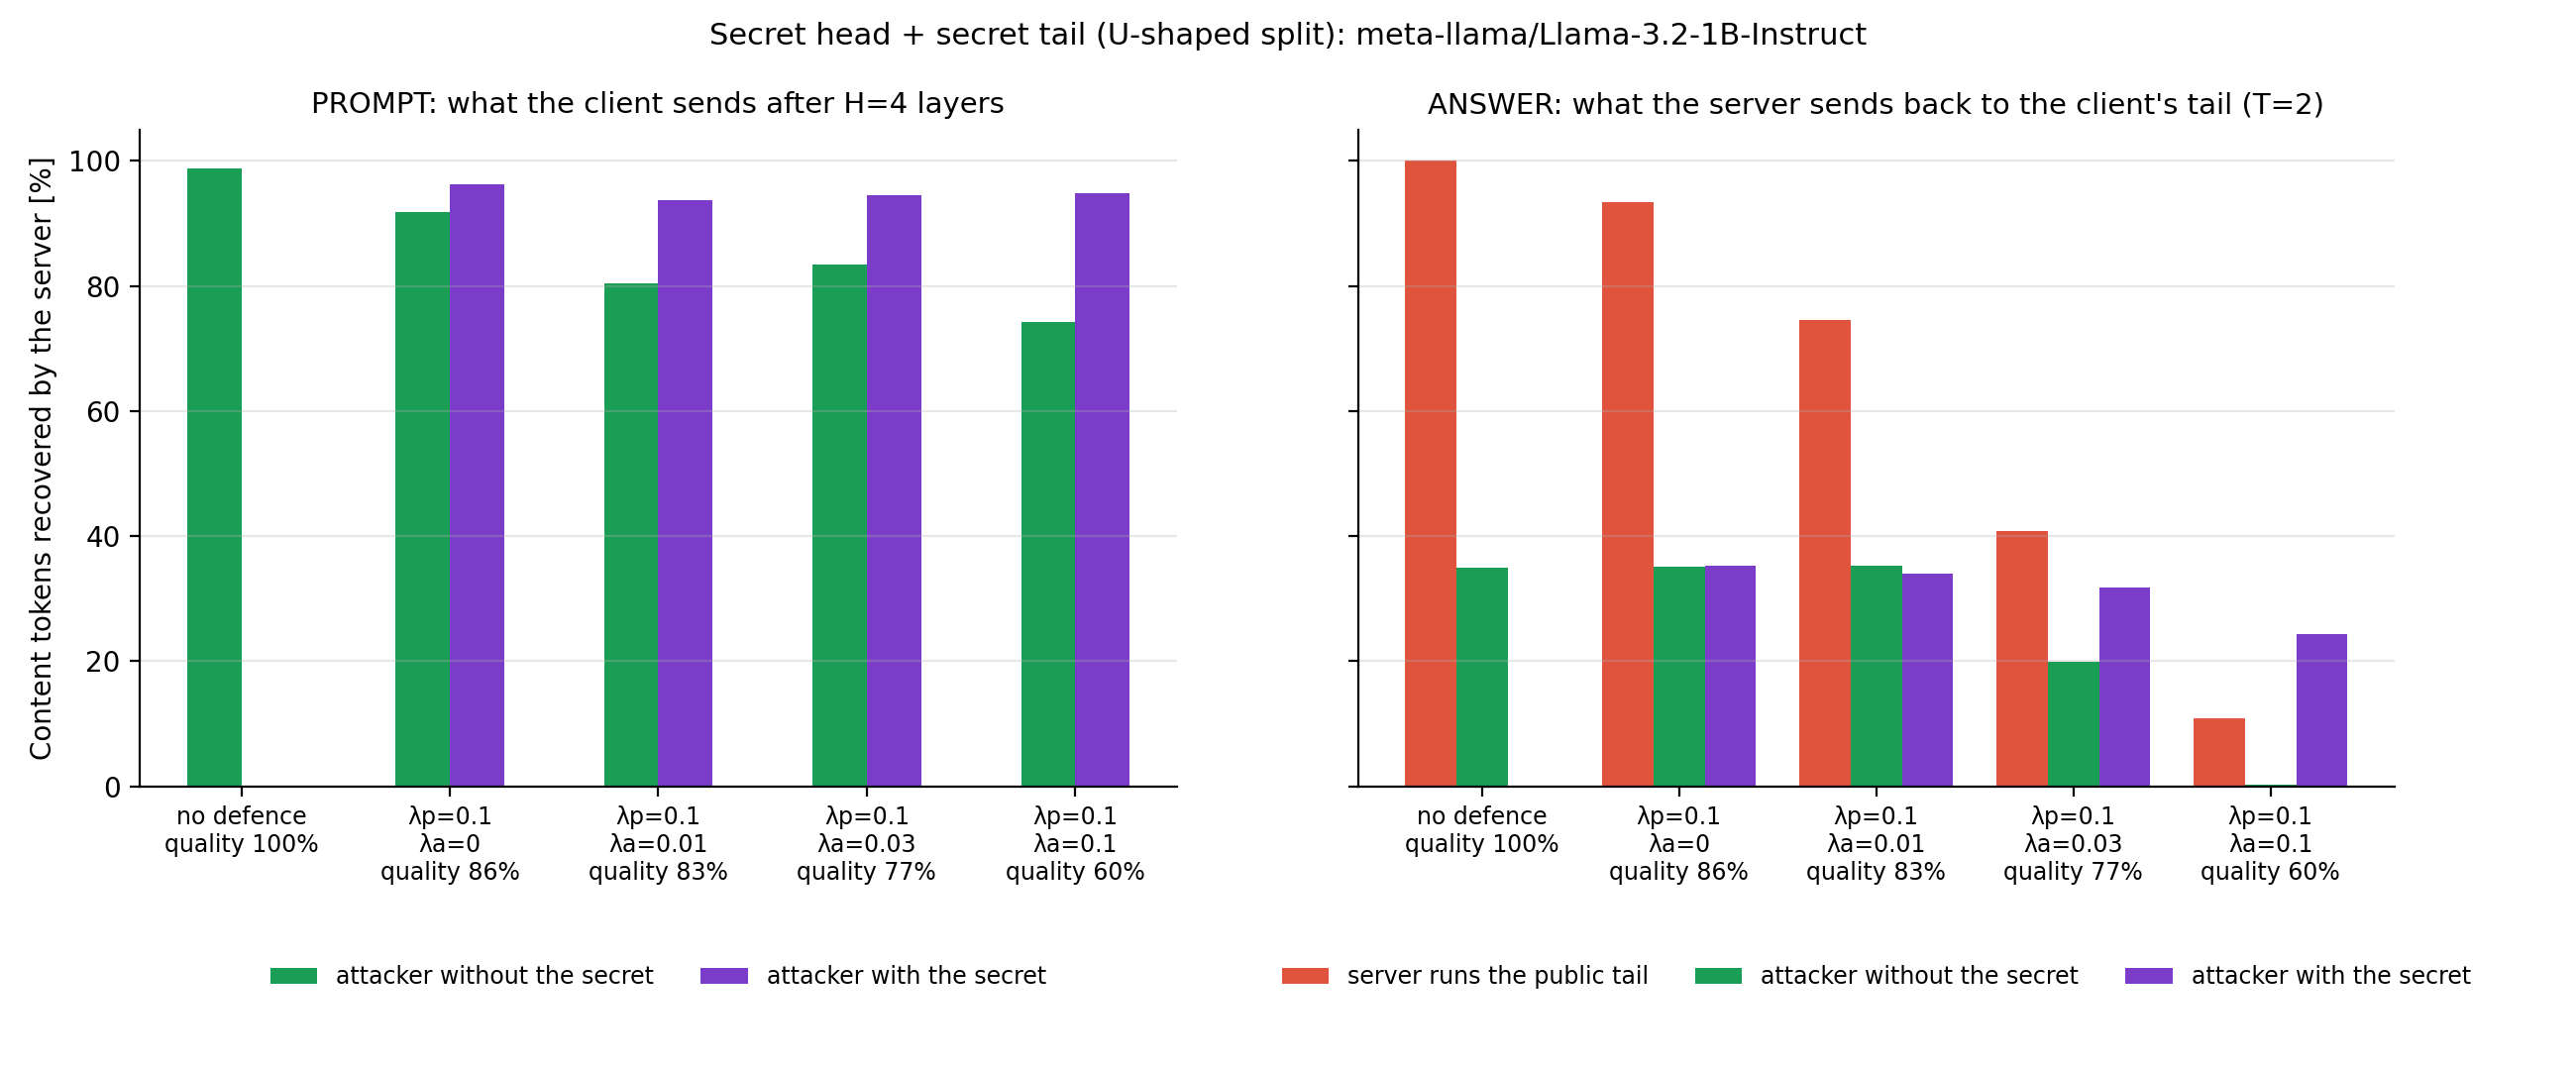 Secret head + secret tail (U-shaped split): meta-llama/Llama-3.2-1B-Instruct
PROMPT: what the client sends after H=4 layers
Content tokens recovered by the server [%]
100
80
60
40
20
0
no defence
quality 100%
λp=0.1
λa=0
quality 86%
λp=0.1
λa=0.01
quality 83%
λp=0.1
λa=0.03
quality 77%
λp=0.1
λa=0.1
quality 60%
attacker without the secret
attacker with the secret
ANSWER: what the server sends back to the client's tail (T=2)
no defence
quality 100%
λp=0.1
λa=0
quality 86%
λp=0.1
λa=0.01
quality 83%
λp=0.1
λa=0.03
quality 77%
λp=0.1
λa=0.1
quality 60%
server runs the public tail
attacker without the secret
attacker with the secret